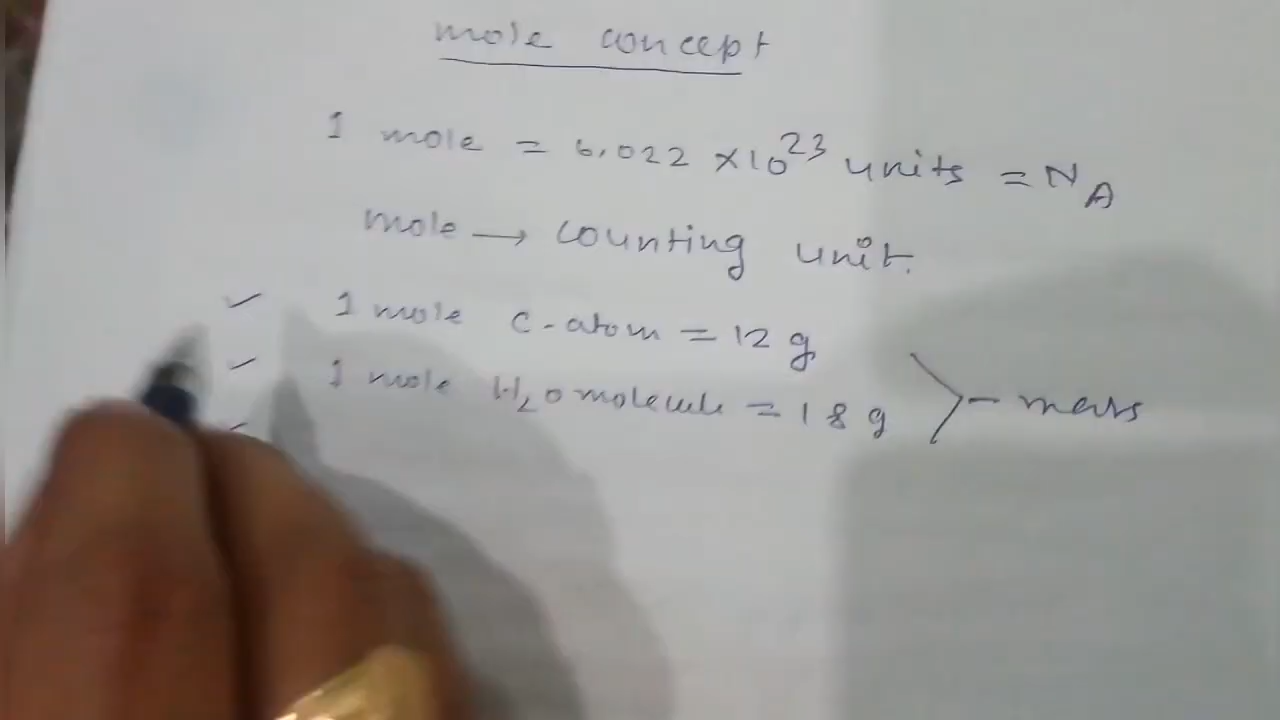 mole concept
1 mole = 6.022 ×10²³ units = N_A
mole → counting unit.
✓ 1 mole c-atom = 12 g
✓ 1 mole H₂O molecule = 18 g > - mass